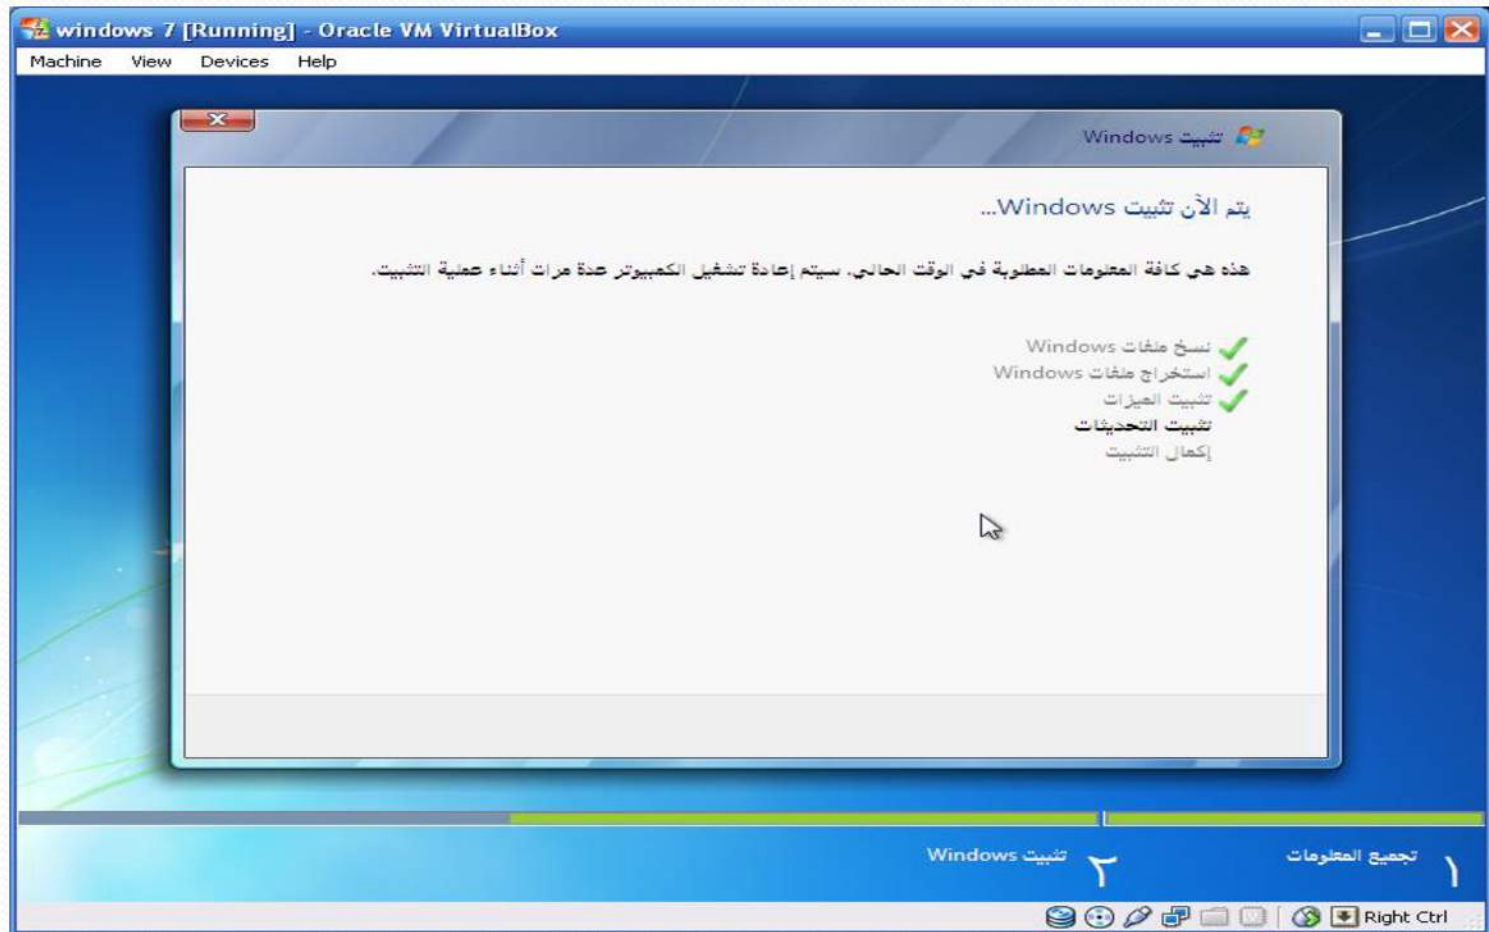 windows 7 [Running] - Oracle VM VirtualBox
Machine View Devices Help
تثبيت Windows
يتم الآن تثبيت Windows...
هذه هي كافة المعلومات المطلوبة في الوقت الحالي. سيتم إعادة تشغيل الكمبيوتر عدة مرات أثناء عملية التثبيت.
نسخ ملفات Windows
استخراج ملفات Windows
تثبيت الميزات
تثبيت التحديثات
إكمال التثبيت
١ تجميع المعلومات
٢ تثبيت Windows
Right Ctrl